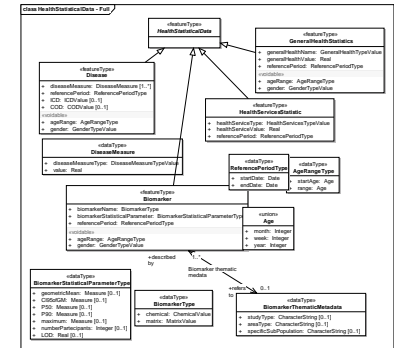 class HealthStatisticalData - Full
«featureType»
HealthStatisticalData
«featureType»
GeneralHealthStatistics
+ generalHealthName: GeneralHealthTypeValue
+ generalHealthValue: Real
+ referencePeriod: ReferencePeriodType
«voidable»
+ ageRange: AgeRangeType
+ gender: GenderTypeValue
«featureType»
Disease
+ diseaseMeasure: DiseaseMeasure [1..*]
+ referencePeriod: ReferencePeriodType
+ ICD: ICDValue [0..1]
+ COD: CODValue [0..1]
«voidable»
+ ageRange: AgeRangeType
+ gender: GenderTypeValue
«featureType»
HealthServicesStatistic
+ healthServiceType: HealthServicesTypeValue
+ healthServiceValue: Real
+ referencePeriod: ReferencePeriodType
«dataType»
DiseaseMeasure
+ diseaseMeasureType: DiseaseMeasureTypeValue
+ value: Real
«dataType»
ReferencePeriodType
+ startDate: Date
+ endDate: Date
«dataType»
AgeRangeType
+ startAge: Age
+ range: Age
«featureType»
Biomarker
+ biomarkerName: BiomarkerType
+ biomarkerStatisticalParameter: BiomarkerStatisticalParameterType
+ referencePeriod: ReferencePeriodType
«voidable»
+ ageRange: AgeRangeType
+ gender: GenderTypeValue
«union»
Age
+ month: Integer
+ week: Integer
+ year: Integer
+described
by
1..*
Biomarker thematic
medata
+refers
to
0..1
«dataType»
BiomarkerStatisticalParameterType
+ geometricMean: Measure [0..1]
+ CI95ofGM: Measure [0..1]
+ P50: Measure [0..1]
+ P90: Measure [0..1]
+ maximum: Measure [0..1]
+ numberParticipants: Integer [0..1]
+ LOD: Real [0..1]
«dataType»
BiomarkerType
+ chemical: ChemicalValue
+ matrix: MatrixValue
«dataType»
BiomarkerThematicMetadata
+ studyType: CharacterString [0..1]
+ areaType: CharacterString [0..1]
+ specificSubPopulation: CharacterString [0..1]